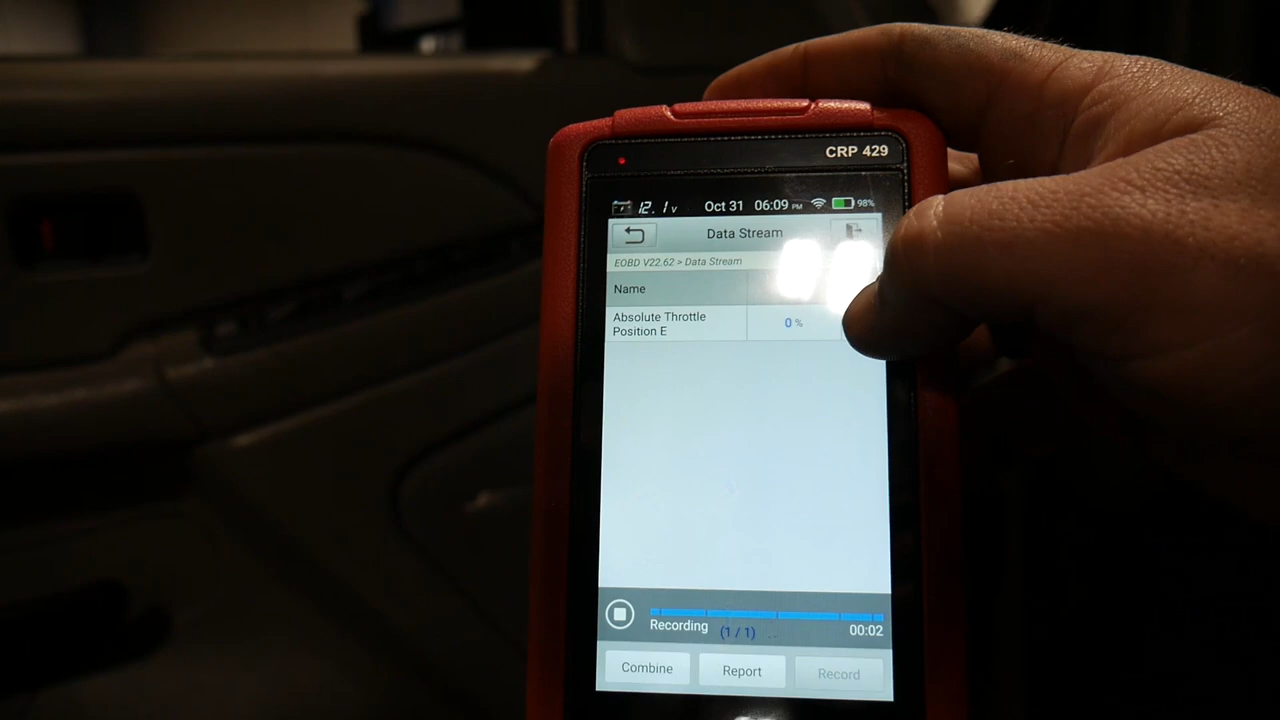 CRP 429
12.1 v Oct 31 06:09 PM 98%
Data Stream
EOBD V22.62 > Data Stream
Name
Absolute Throttle
Position E
0 %
Recording (1 / 1) 00:02
Combine Report Record